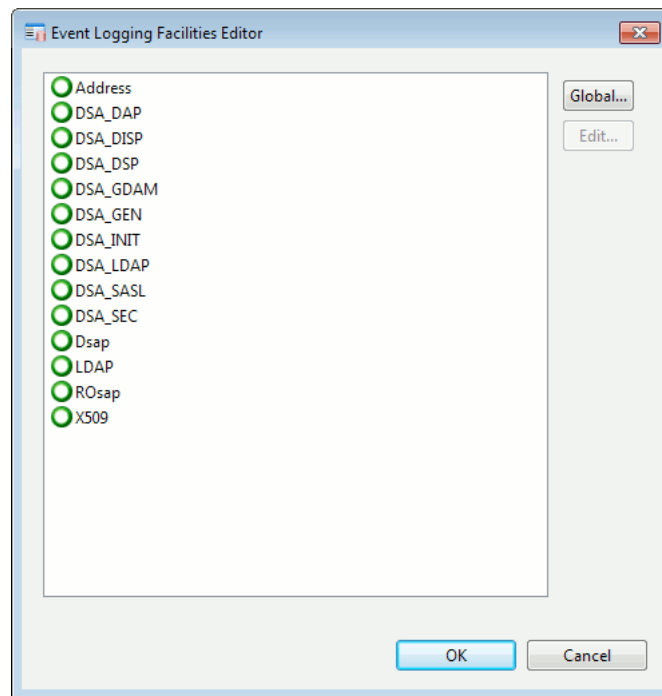 Event Logging Facilities Editor
Address
DSA_DAP
DSA_DISP
DSA_DSP
DSA_GDAM
DSA_GEN
DSA_INIT
DSA_LDAP
DSA_SASL
DSA_SEC
Dsap
LDAP
ROsap
X509
Global...
Edit...
OK
Cancel